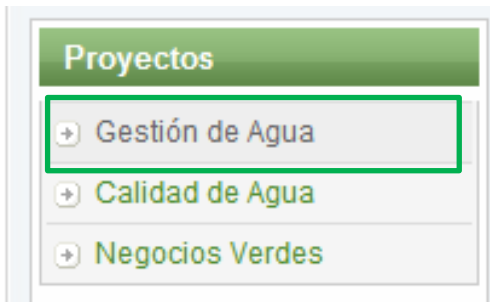 Proyectos
Gestión de Agua
Calidad de Agua
Negocios Verdes